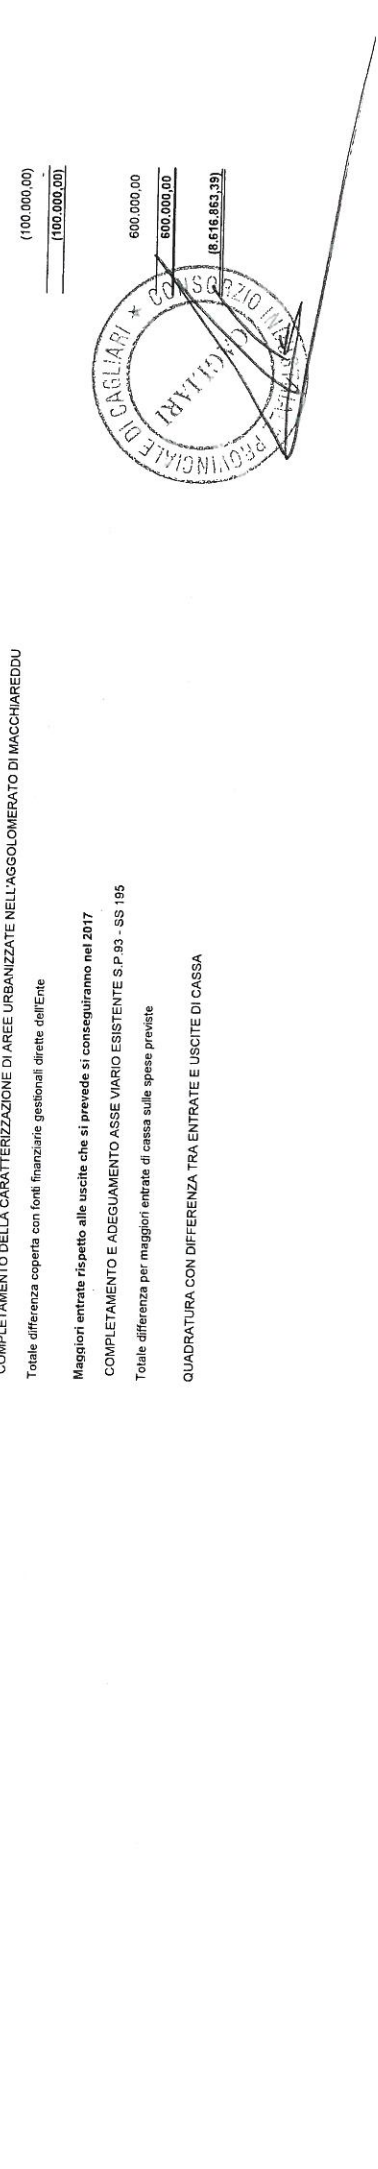 COMPLETAMENTO DELLA CARATTERIZZAZIONE DI AREE URBANIZZATE NELL'AGGOLOMERATO DI MACCHIAREDDU (100.000,00)
Totale differenza coperta con fonti finanziarie gestionali dirette dell'Ente (100.000,00)
Maggiori entrate rispetto alle uscite che si prevede si conseguiranno nel 2017
COMPLETAMENTO E ADEGUAMENTO ASSE VIARIO ESISTENTE S.P.93 - SS 195 600.000,00
Totale differenza per maggiori entrate di cassa sulle spese previste 600.000,00
QUADRATURA CON DIFFERENZA TRA ENTRATE E USCITE DI CASSA (8.616.863,39)
CONSORZIO PROVINCIALE DI CAGLIARI ★
CAGLIARI